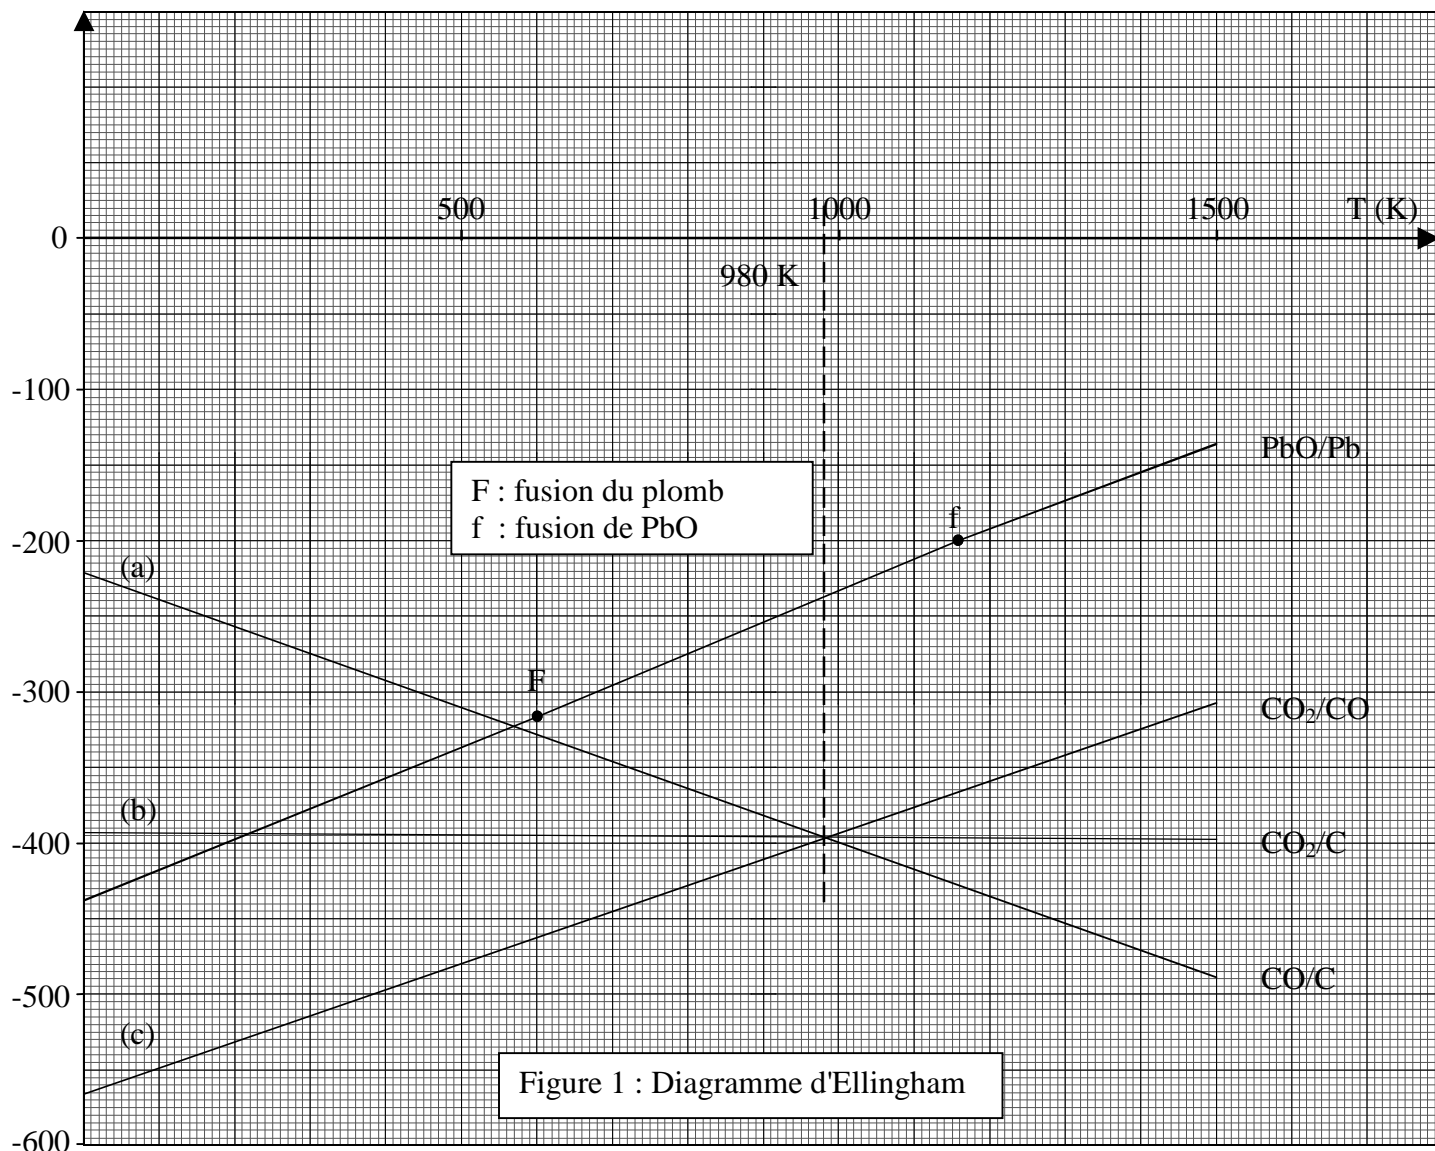 500
1000
1500
T (K)
0
980 K
-100
PbO/Pb
F : fusion du plomb
f : fusion de PbO
f
-200
(a)
F
-300
CO₂/CO
(b)
-400
CO₂/C
CO/C
-500
(c)
Figure 1 : Diagramme d'Ellingham
-600